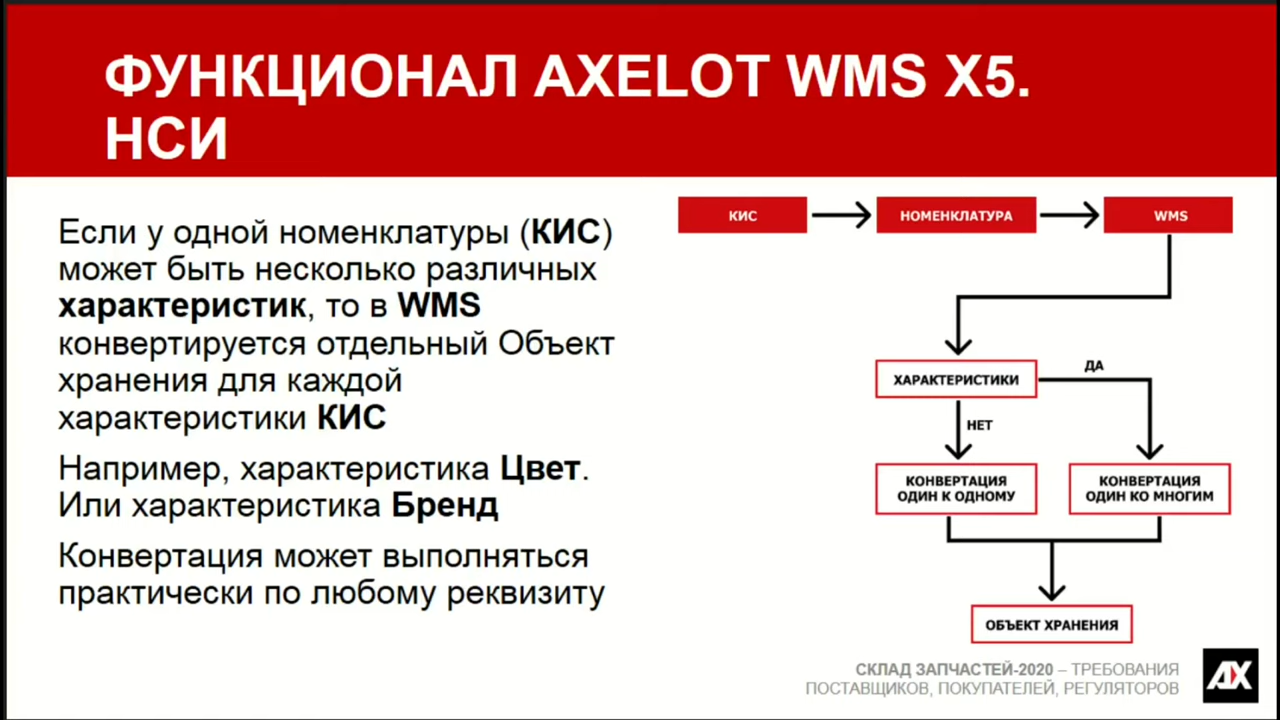 ФУНКЦИОНАЛ AXELOT WMS X5.
НСИ
Если у одной номенклатуры (КИС)
может быть несколько различных
характеристик, то в WMS
конвертируется отдельный Объект
хранения для каждой
характеристики КИС
Например, характеристика Цвет.
Или характеристика Бренд
Конвертация может выполняться
практически по любому реквизиту
КИС
НОМЕНКЛАТУРА
WMS
ХАРАКТЕРИСТИКИ
ДА
НЕТ
КОНВЕРТАЦИЯ
ОДИН К ОДНОМУ
КОНВЕРТАЦИЯ
ОДИН КО МНОГИМ
ОБЪЕКТ ХРАНЕНИЯ
СКЛАД ЗАПЧАСТЕЙ-2020 – ТРЕБОВАНИЯ
ПОСТАВЩИКОВ, ПОКУПАТЕЛЕЙ, РЕГУЛЯТОРОВ
AX